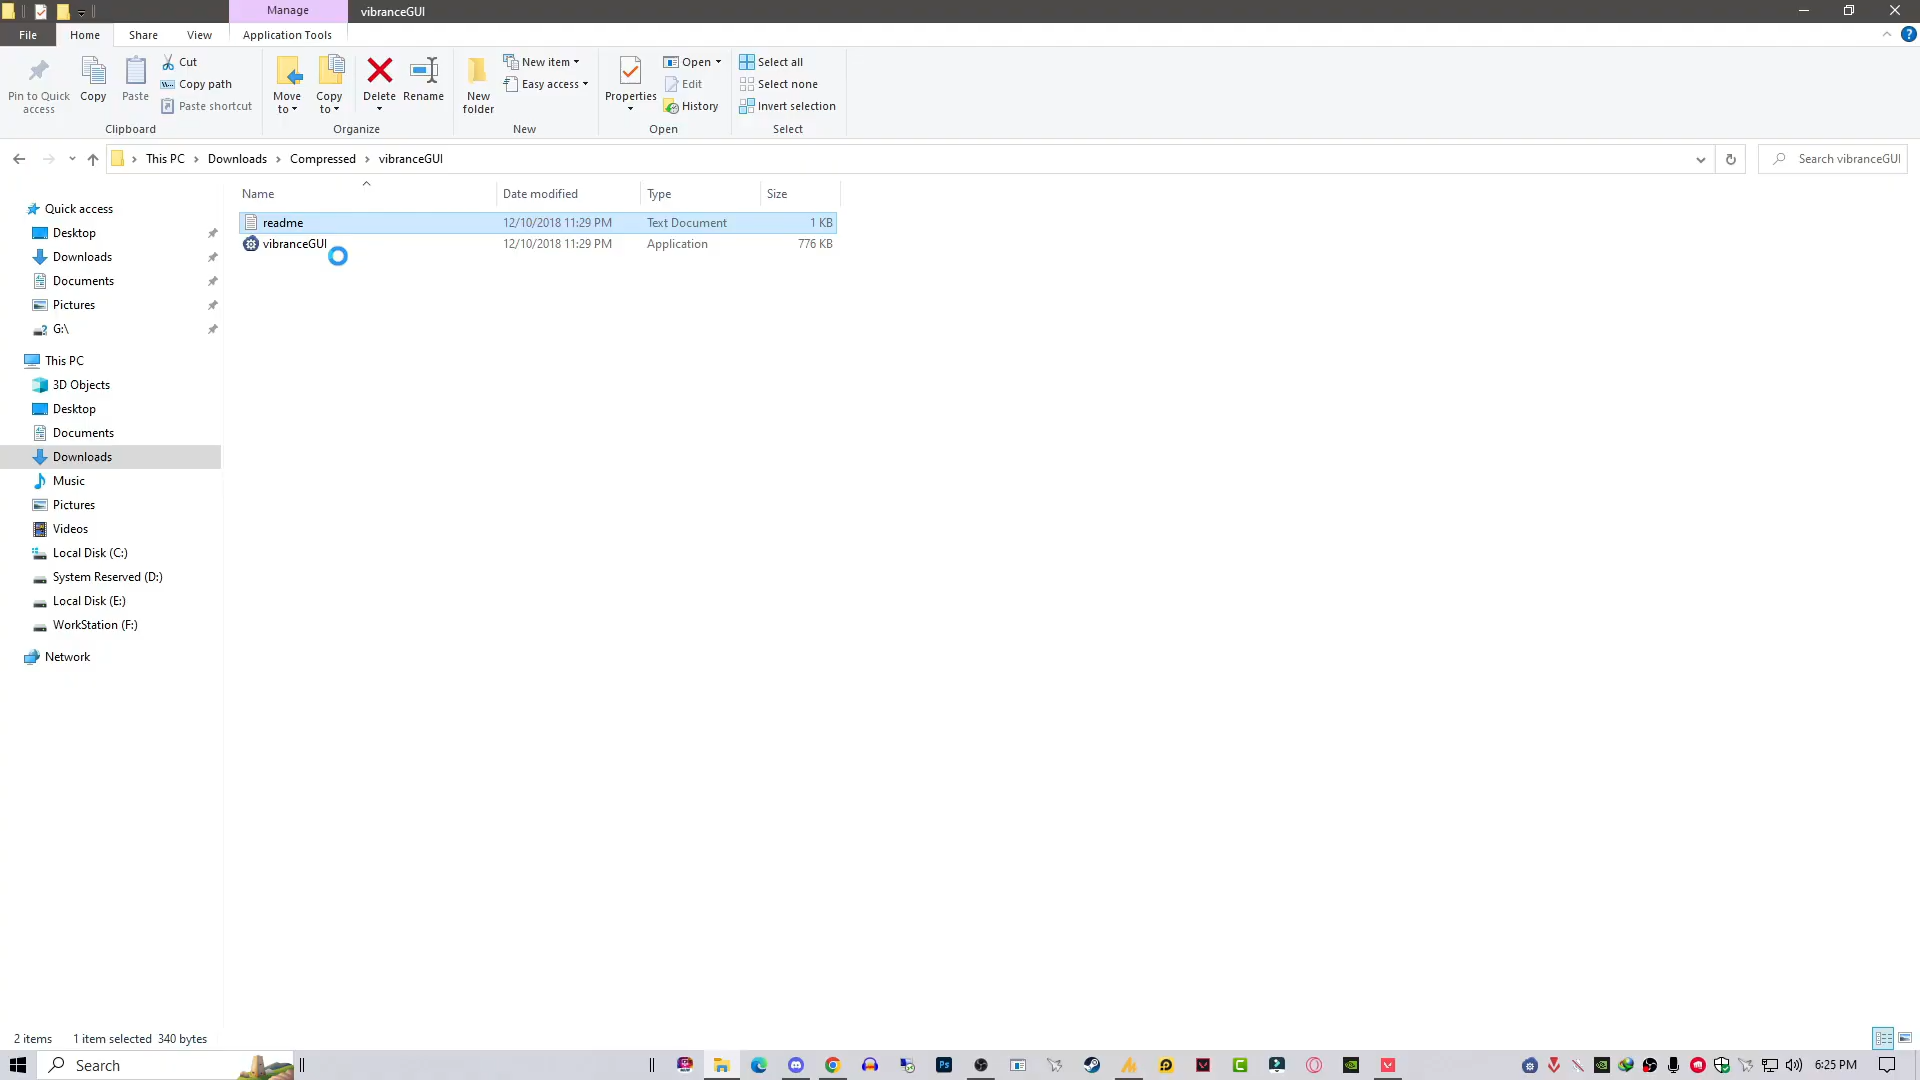 Manage
vibranceGUI
File
Home
Share
View
Application Tools
Pin to Quick access
Copy
Paste
Cut
Copy path
Paste shortcut
Clipboard
Move to
Copy to
Delete
Rename
Organize
New folder
New item
Easy access
New
Properties
Open
Edit
History
Open
Select all
Select none
Invert selection
Select
This PC > Downloads > Compressed > vibranceGUI
Search vibranceGUI
Name
Date modified
Type
Size
readme 12/10/2018 11:29 PM Text Document 1 KB
vibranceGUI 12/10/2018 11:29 PM Application 776 KB
Quick access
Desktop
Downloads
Documents
Pictures
G:\
This PC
3D Objects
Desktop
Documents
Downloads
Music
Pictures
Videos
Local Disk (C:)
System Reserved (D:)
Local Disk (E:)
WorkStation (F:)
Network
2 items
1 item selected 340 bytes
Search
Ps
6:25 PM